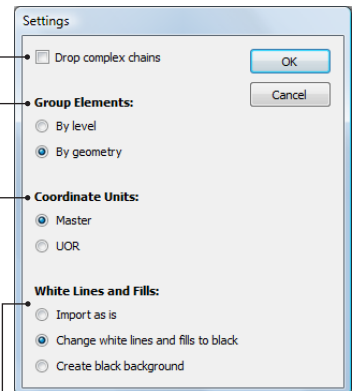 Settings
Drop complex chains
OK
Cancel
Group Elements:
By level
By geometry
Coordinate Units:
Master
UOR
White Lines and Fills:
Import as is
Change white lines and fills to black
Create black background